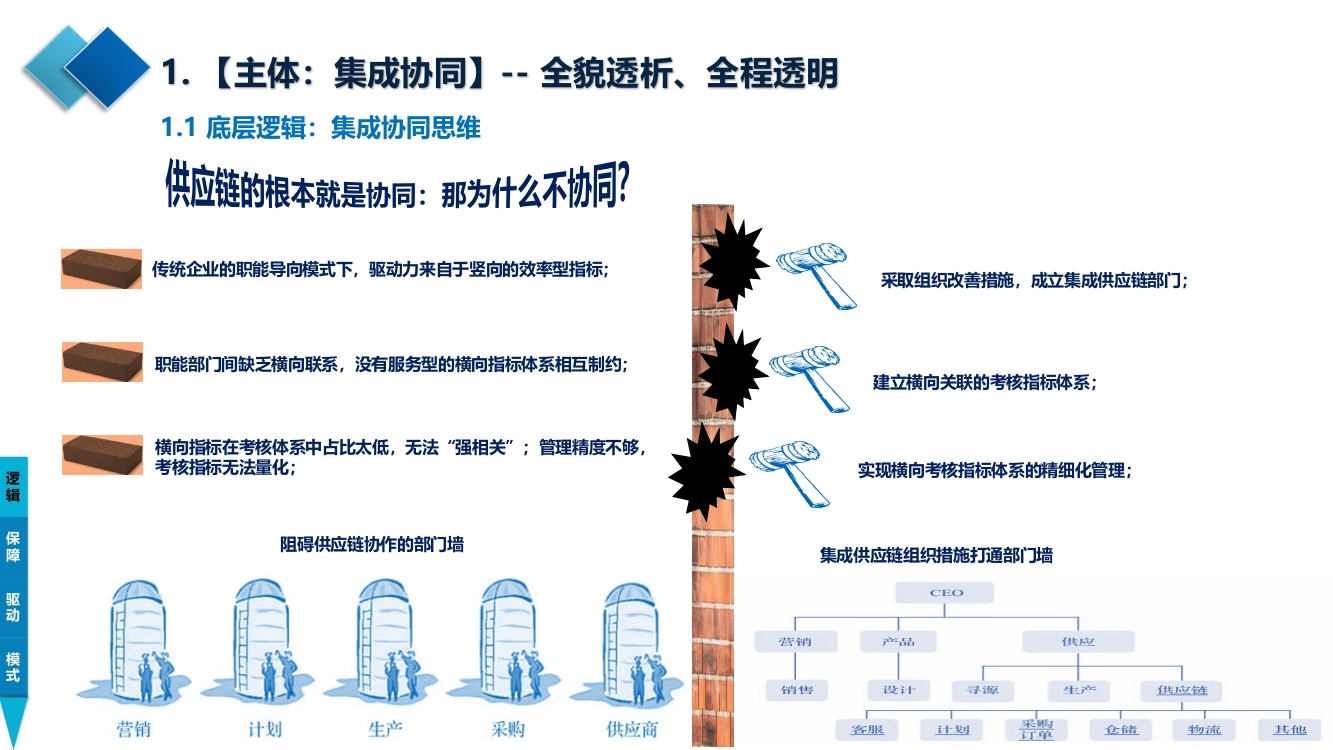 1. 【主体：集成协同】-- 全貌透析、全程透明
1.1 底层逻辑：集成协同思维
供应链的根本就是协同：那为什么不协同？
传统企业的职能导向模式下，驱动力来自于竖向的效率型指标；
职能部门间缺乏横向联系，没有服务型的横向指标体系相互制约；
横向指标在考核体系中占比太低，无法“强相关”；管理精度不够，
考核指标无法量化；
阻碍供应链协作的部门墙
营销 计划 生产 采购 供应商
采取组织改善措施，成立集成供应链部门；
建立横向关联的考核指标体系；
实现横向考核指标体系的精细化管理；
集成供应链组织措施打通部门墙
CEO
营销 产品 供应
销售 设计 寻源 生产 供应链
客服 计划 采购 仓储 物流 其他
订单
逻
辑
保
障
驱
动
模
式